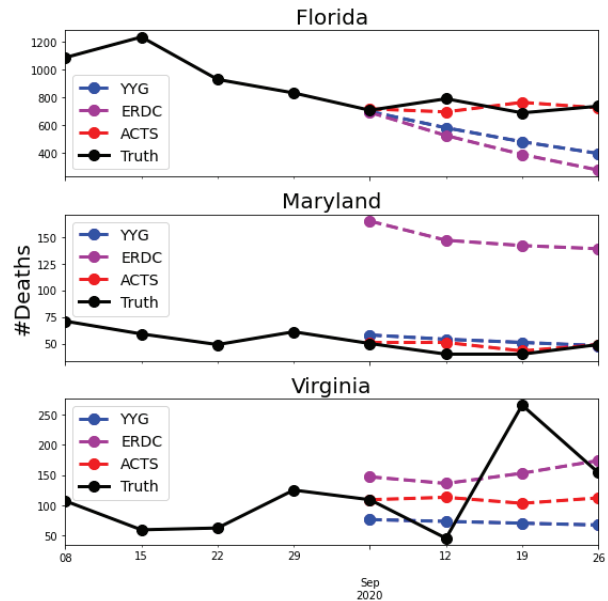 Florida
1200
1000
800
600
400
YYG
ERDC
ACTS
Truth
Maryland
150
125
100
75
50
YYG
ERDC
ACTS
Truth
#Deaths
Virginia
250
200
150
100
50
YYG
ERDC
ACTS
Truth
08 15 22 29 12 19 26
Sep
2020